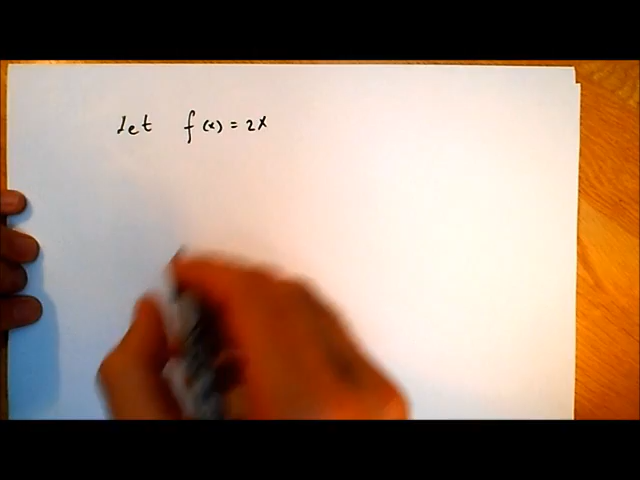 Let f(x) = 2x